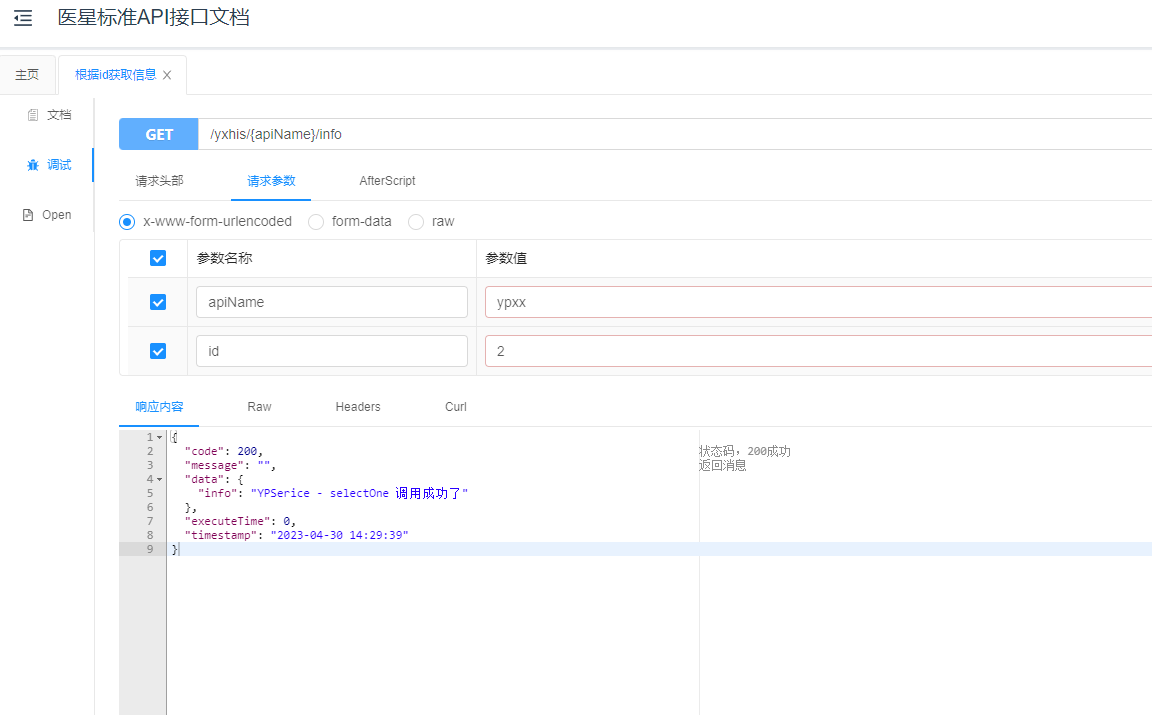 医星标准API接口文档
主页
根据id获取信息
文档
调试
Open
GET /yxhis/{apiName}/info
请求头部 请求参数 AfterScript
x-www-form-urlencoded form-data raw
参数名称 参数值
apiName ypxx
id 2
响应内容 Raw Headers Curl
1 {
2 "code": 200, 状态码，200成功
3 "message": "", 返回消息
4 "data": {
5 "info": "YPSerice - selectOne 调用成功了"
6 },
7 "executeTime": 0,
8 "timestamp": "2023-04-30 14:29:39"
9 }